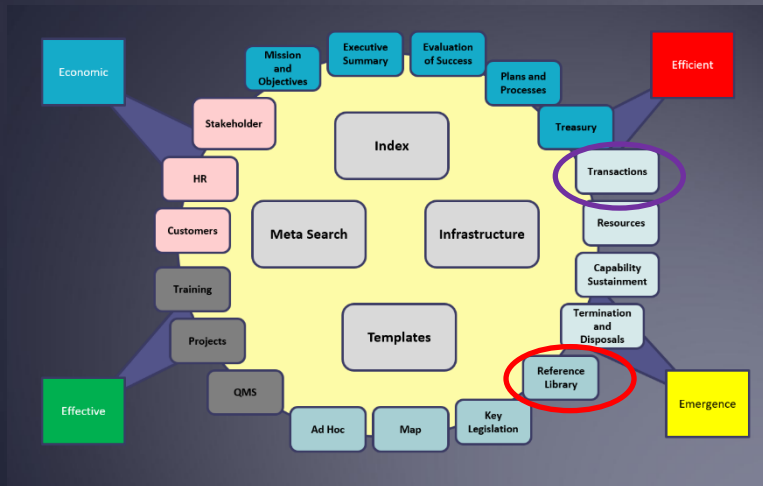 Economic
Mission
and
Objectives
Executive
Summary
Evaluation
of Success
Plans and
Processes
Efficient
Stakeholder
Treasury
Index
HR
Transactions
Customers
Meta Search
Infrastructure
Resources
Training
Capability
Sustainment
Projects
Templates
Termination
and
Disposals
QMS
Reference
Library
Effective
Ad Hoc
Map
Key
Legislation
Emergence